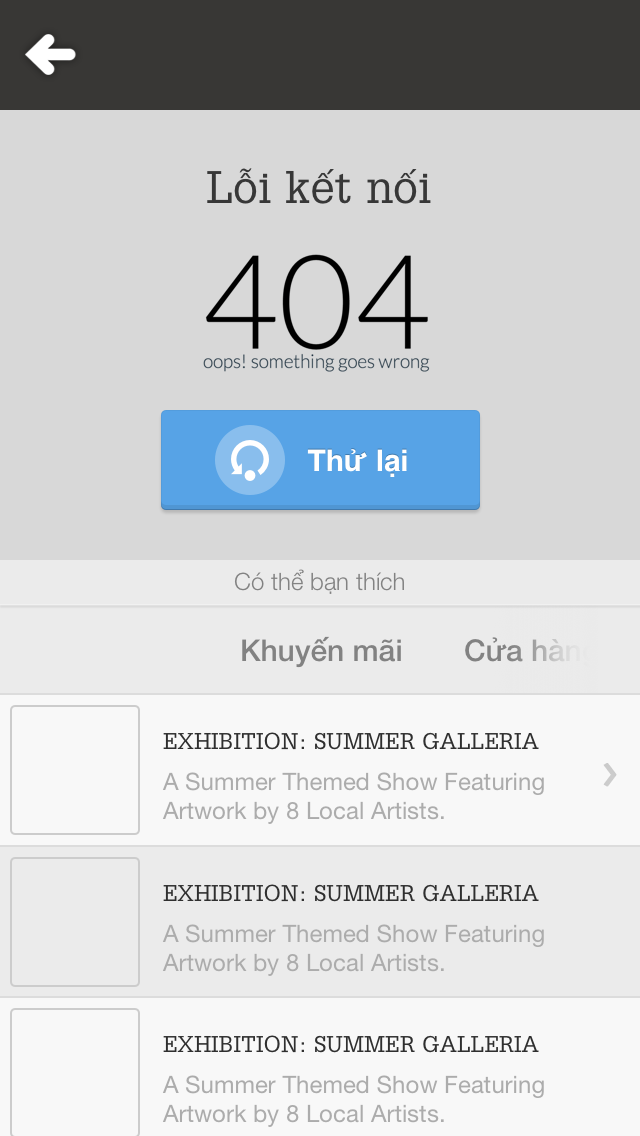 Lỗi kết nối
404
oops! something goes wrong
Thử lại
Có thể bạn thích
Khuyến mãi Cửa hàn
EXHIBITION: SUMMER GALLERIA
A Summer Themed Show Featuring
Artwork by 8 Local Artists.
EXHIBITION: SUMMER GALLERIA
A Summer Themed Show Featuring
Artwork by 8 Local Artists.
EXHIBITION: SUMMER GALLERIA
A Summer Themed Show Featuring
Artwork by 8 Local Artists.